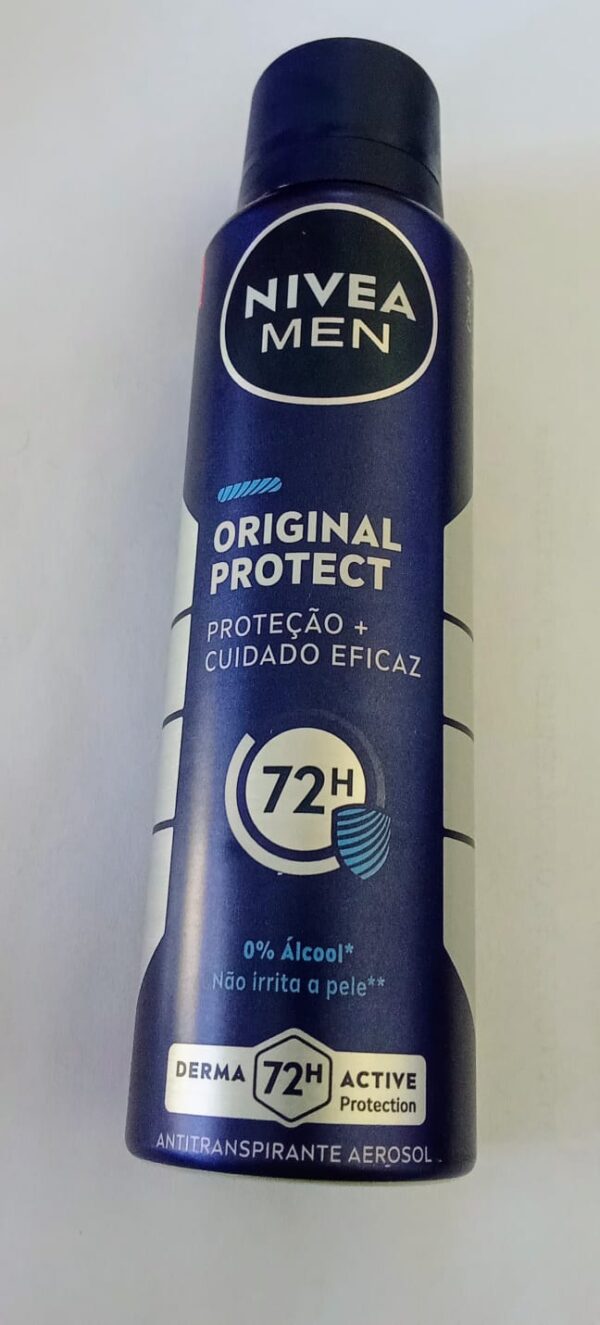 NIVEA
MEN
ORIGINAL
PROTECT
PROTEÇÃO +
CUIDADO EFICAZ
72H
0% Álcool*
Não irrita a pele**
DERMA 72H ACTIVE
Protection
ANTITRANSPIRANTE AEROSOL